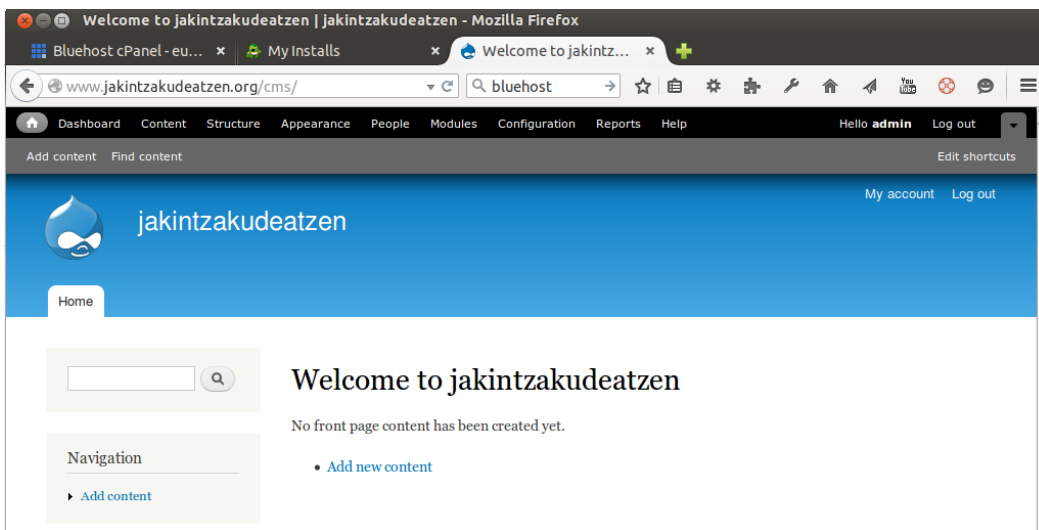 Welcome to jakintzakudeatzen | jakintzakudeatzen - Mozilla Firefox
Bluehost cPanel - eu... My Installs Welcome to jakintz...
www.jakintzakudeatzen.org/cms/ bluehost You Tube
Dashboard Content Structure Appearance People Modules Configuration Reports Help Hello admin Log out
Add content Find content Edit shortcuts
My account Log out
jakintzakudeatzen
Home
Welcome to jakintzakudeatzen
No front page content has been created yet.
Add new content
Navigation
Add content